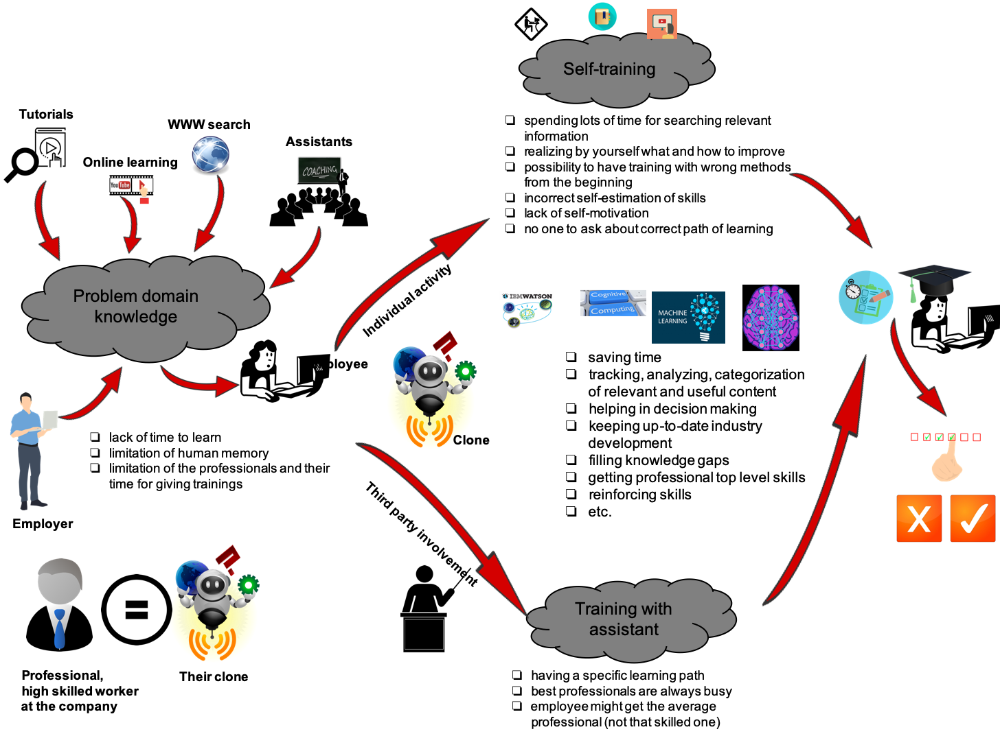 Self-training
spending lots of time for searching relevant
information
realizing by yourself what and how to improve
possibility to have training with wrong methods
from the beginning
incorrect self-estimation of skills
lack of self-motivation
no one to ask about correct path of learning
Tutorials
Online learning
YouTube
WWW search
Assistants
COACHING
Problem domain
knowledge
Individual activity
Employer
lack of time to learn
limitation of human memory
limitation of the professionals and their
time for giving trainings
Clone
IBM WATSON
Cognitive
Computing
MACHINE
LEARNING
saving time
tracking, analyzing, categorization
of relevant and useful content
helping in decision making
keeping up-to-date industry
development
filling knowledge gaps
getting professional top level skills
reinforcing skills
etc.
X
Third party involvement
=
Professional,
high skilled worker
at the company
Their clone
Training with
assistant
having a specific learning path
best professionals are always busy
employee might get the average
professional (not that skilled one)